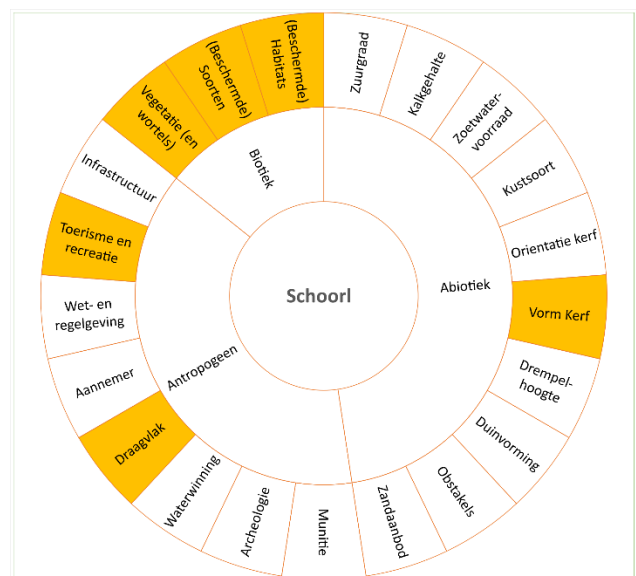 Schoorl
Abiotiek
Antropogeen
Biotiek
Zuurgraad
Kalkgehalte
Zoetwater-
voorraad
Kustsoort
Orientatie kerf
Vorm Kerf
Drempel-
hoogte
Duinvorming
Obstakels
Zandaanbod
Munitie
Archeologie
Waterwinning
Draagvlak
Aannemer
Wet- en
regelgeving
Toerisme en
recreatie
Infrastructuur
Vegetatie (en
wortels)
(Beschermde)
Soorten
(Beschermde)
Habitats